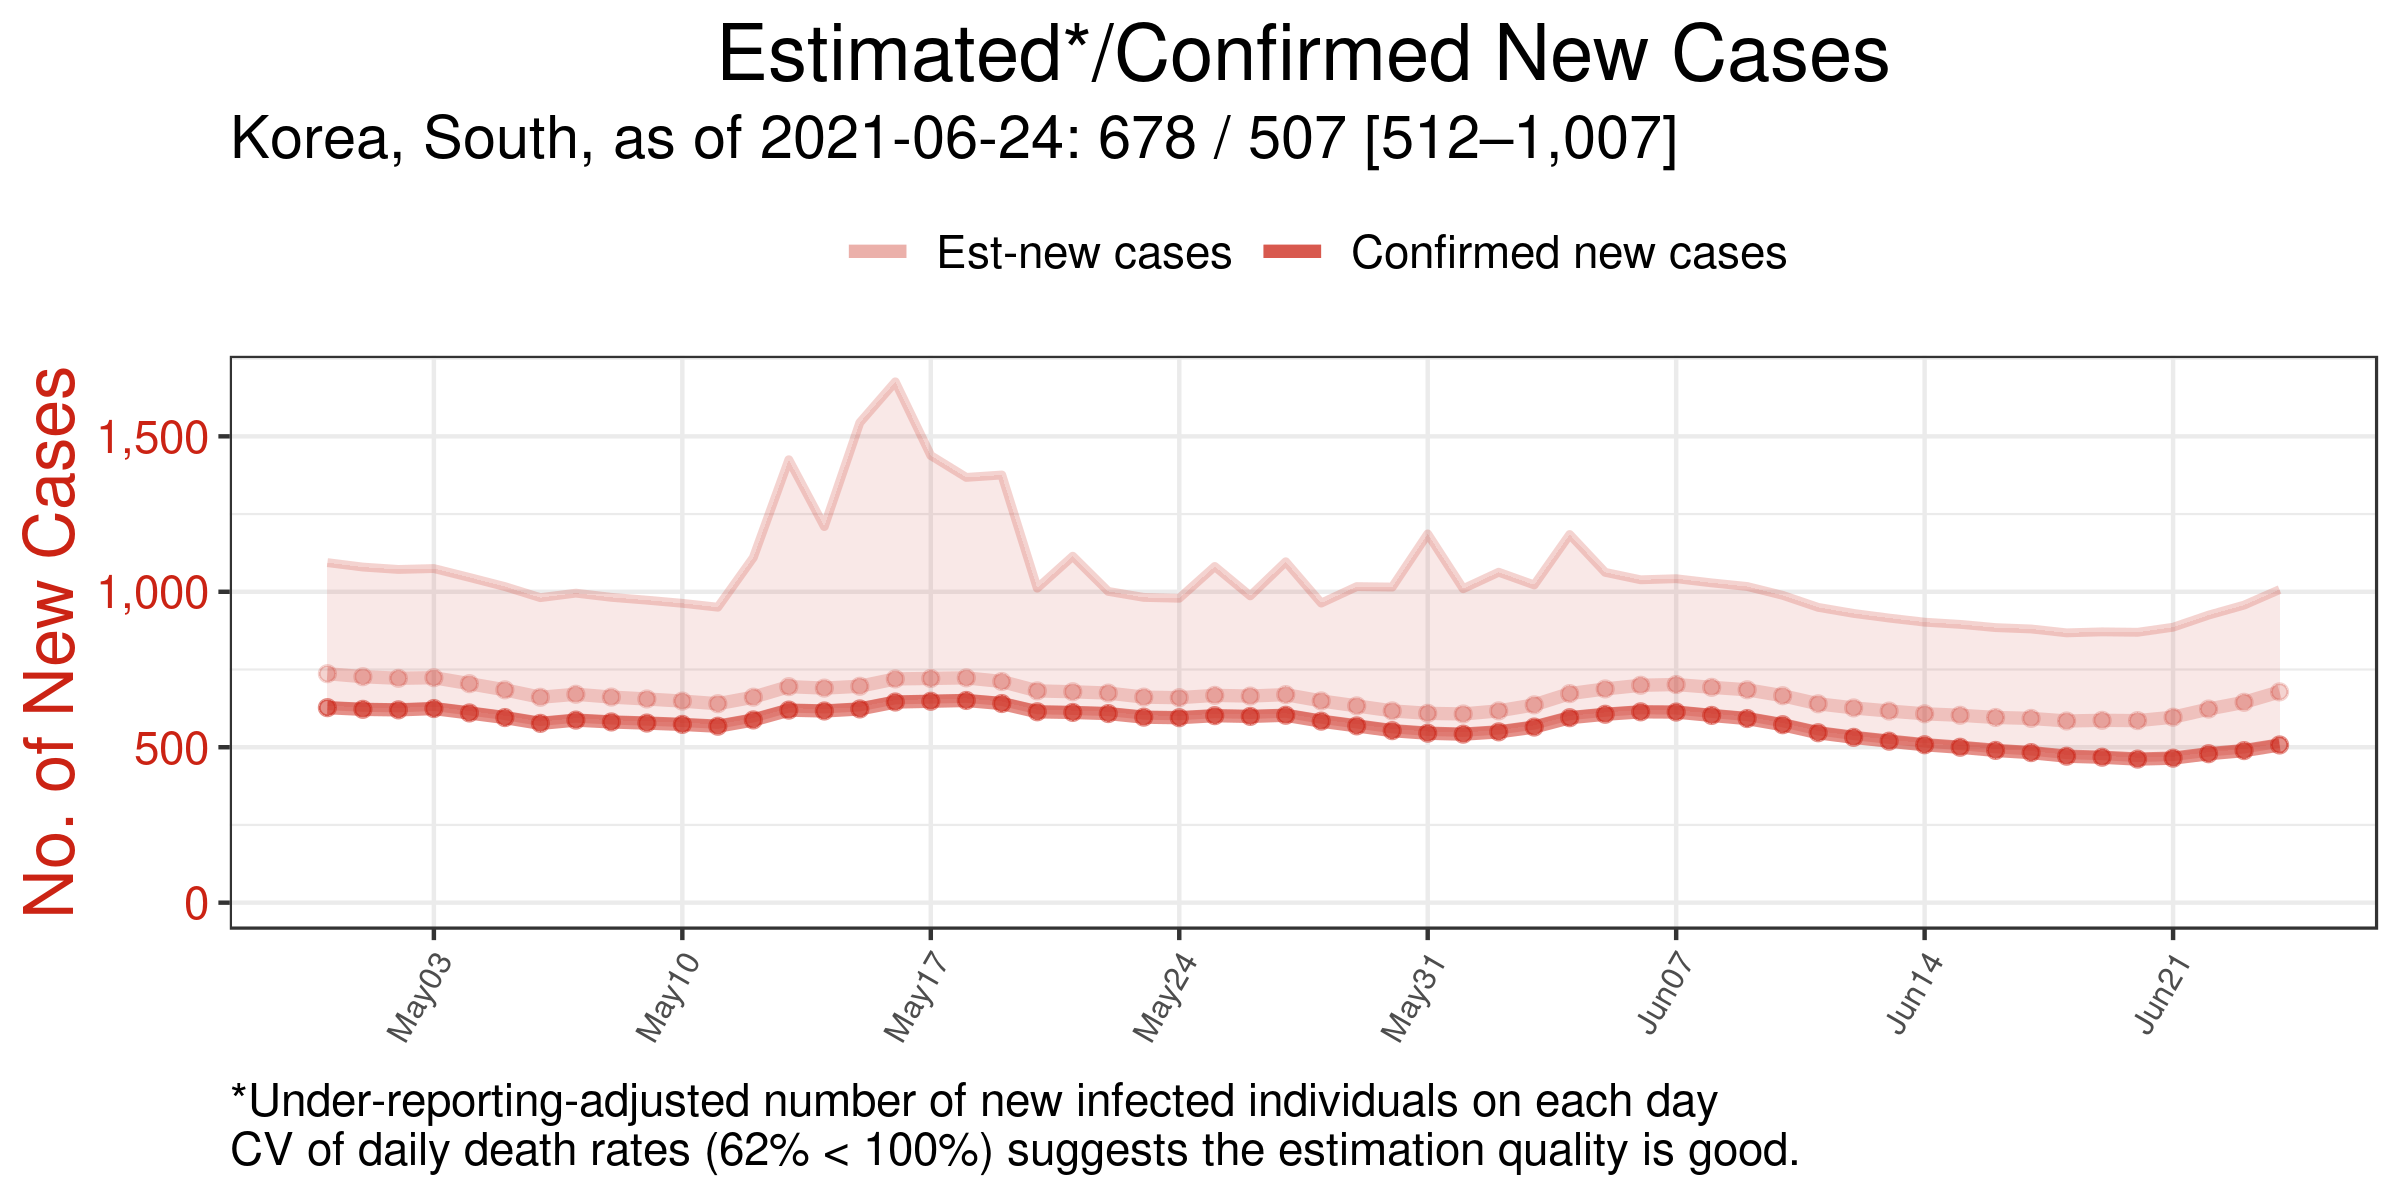 Estimated*/Confirmed New Cases
Korea, South, as of 2021-06-24: 678 / 507 [512–1,007]
Est-new cases
Confirmed new cases
No. of New Cases
1,500
1,000
500
0
May03
May10
May17
May24
May31
Jun07
Jun14
Jun21
*Under-reporting-adjusted number of new infected individuals on each day
CV of daily death rates (62% < 100%) suggests the estimation quality is good.